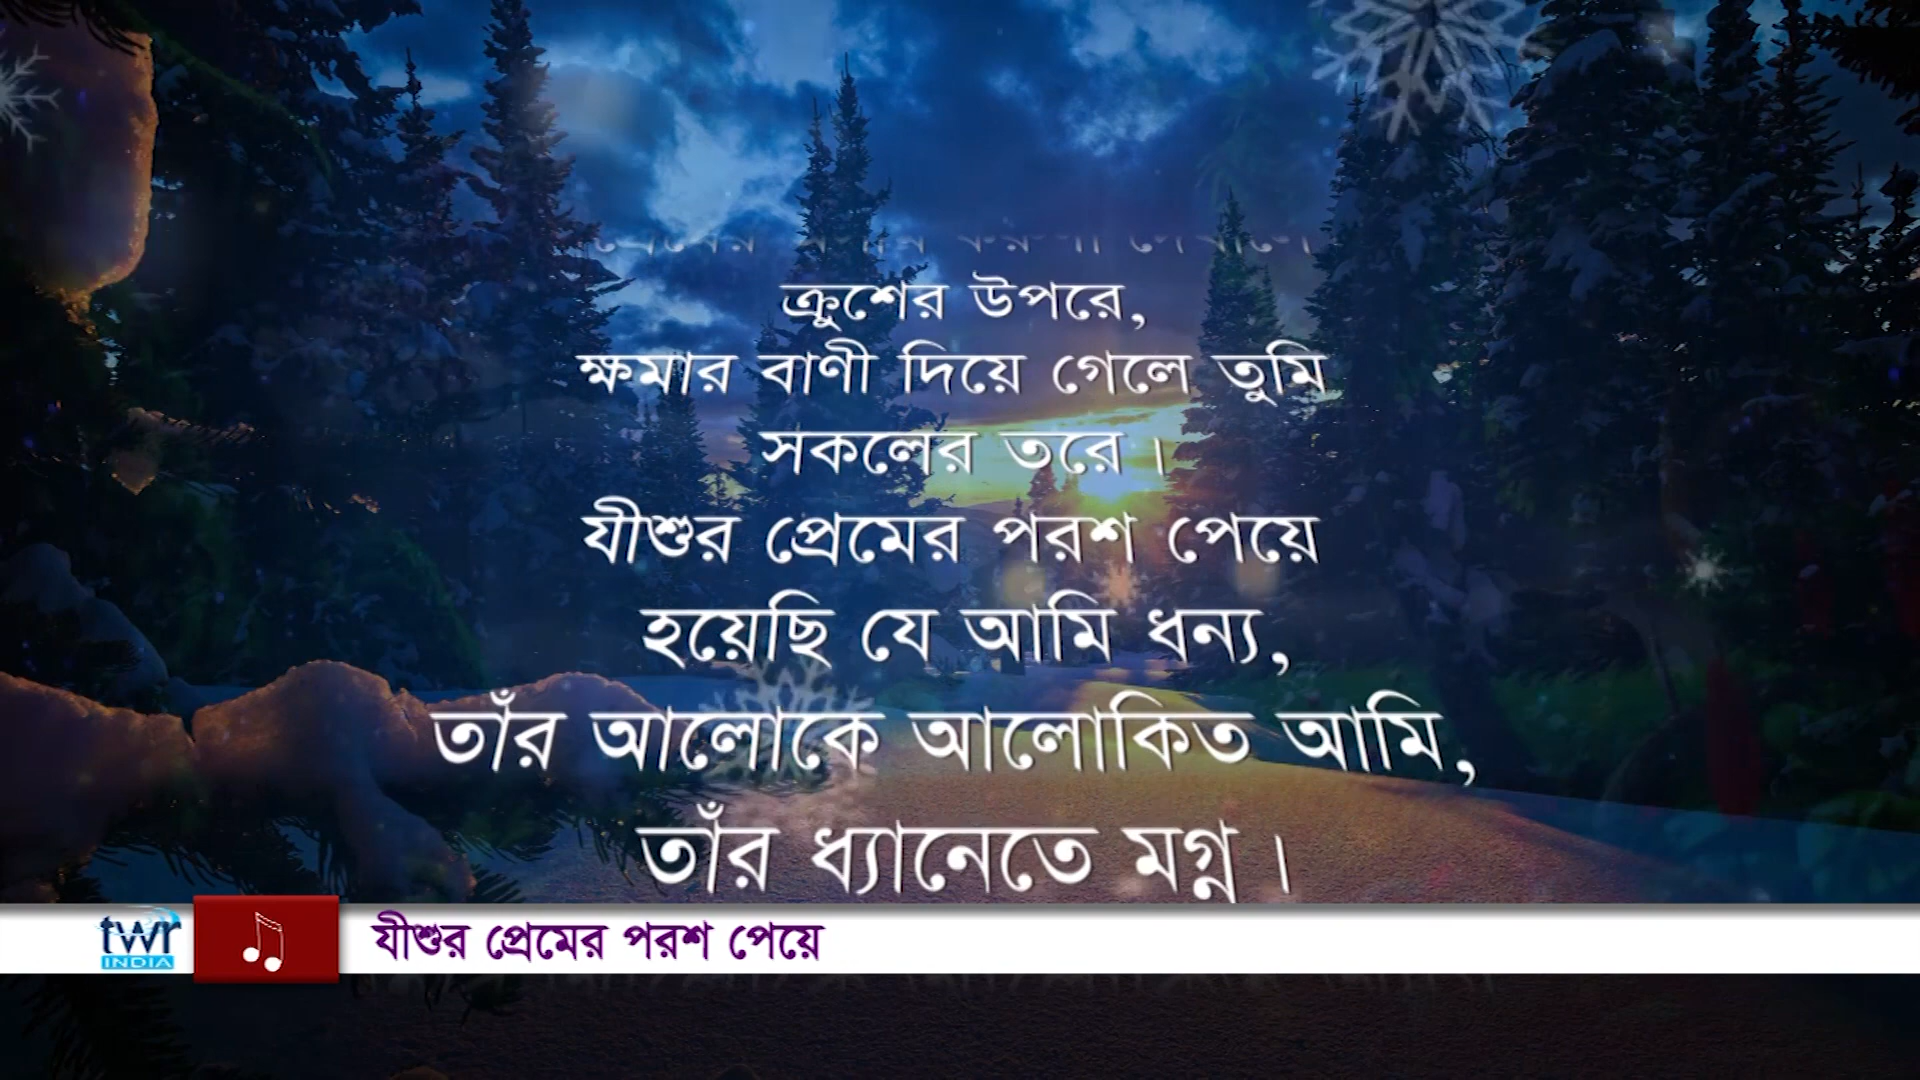 ক্রুশের উপরে,
ক্ষমার বাণী দিয়ে গেলে তুমি
সকলের তরে।
যীশুর প্রেমের পরশ পেয়ে
হয়েছি যে আমি ধন্য,
তাঁর আলোকে আলোকিত আমি,
তাঁর ধ্যানেতে মগ্ন।
twr
INDIA
যীশুর প্রেমের পরশ পেয়ে